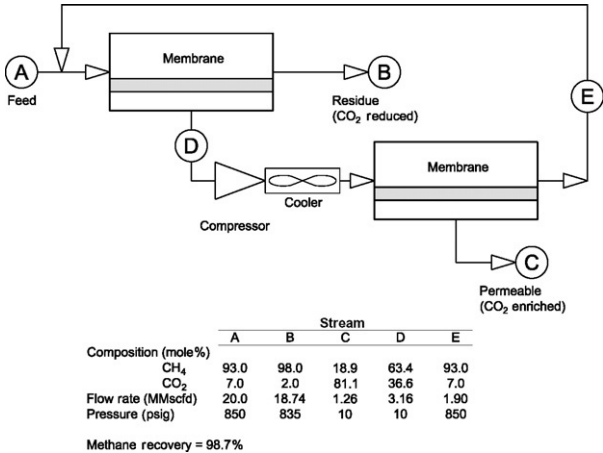 Membrane
A
Feed
B
Residue
(CO2 reduced)
E
D
Membrane
Cooler
Compressor
C
Permeable
(CO2 enriched)
Stream
A B C D E
Composition (mole%)
CH4 93.0 98.0 18.9 63.4 93.0
CO2 7.0 2.0 81.1 36.6 7.0
Flow rate (MMscfd) 20.0 18.74 1.26 3.16 1.90
Pressure (psig) 850 835 10 10 850
Methane recovery = 98.7%